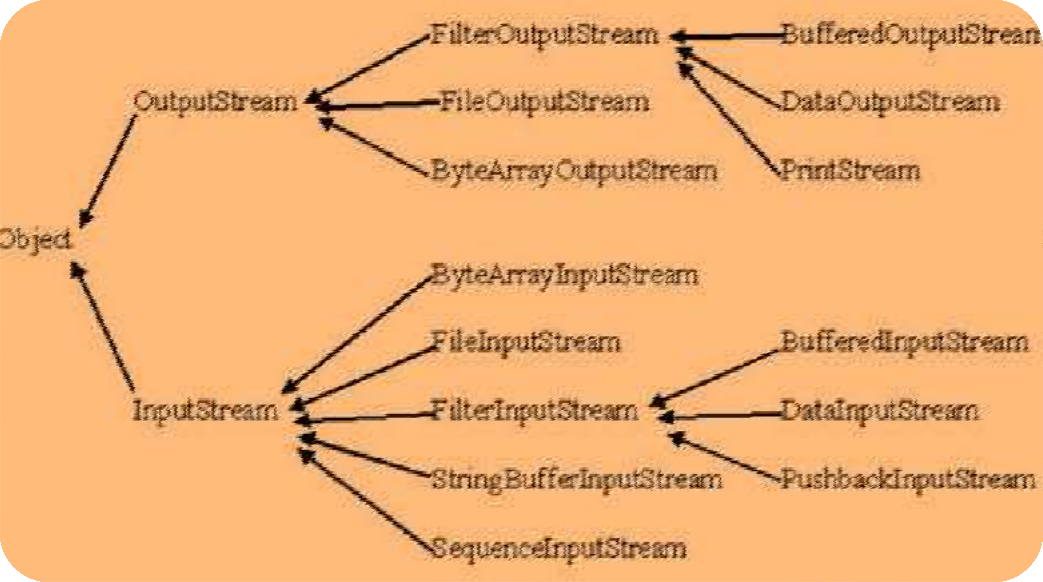 FilterOutputStream BufferedOutputStream
OutputStream FileOutputStream DataOutputStream
ByteArrayOutputStream PrintStream
Object
ByteArrayInputStream
FileInputStream BufferedInputStream
InputStream FilterInputStream DataInputStream
StringBufferInputStream PushbackInputStream
SequenceInputStream